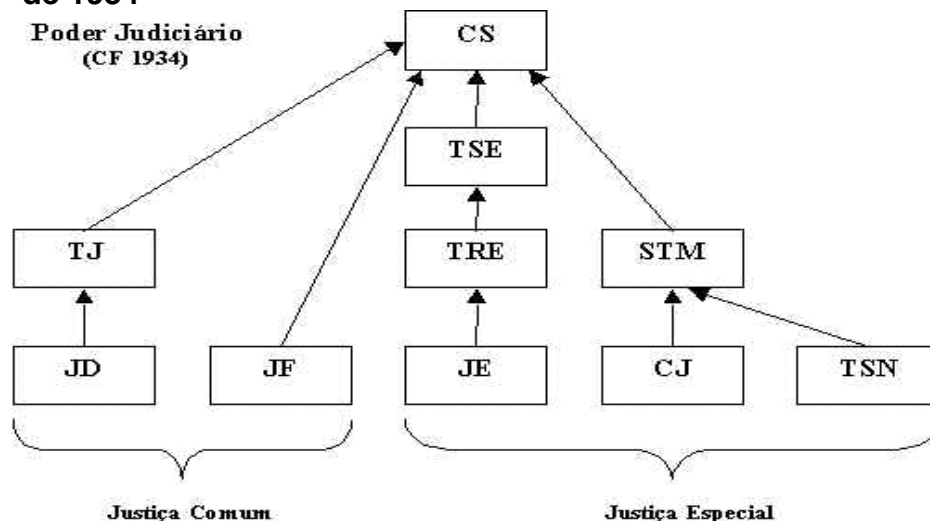 de 1934
Poder Judiciário
(CF 1934)
CS
TSE
TJ
TRE
STM
JD
JF
JE
CJ
TSN
Justiça Comum
Justiça Especial